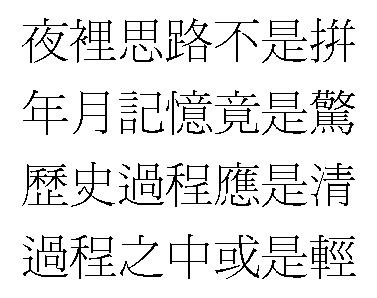 夜裡思路不是拚
年月記憶竟是驚
歷史過程應是清
過程之中或是輕